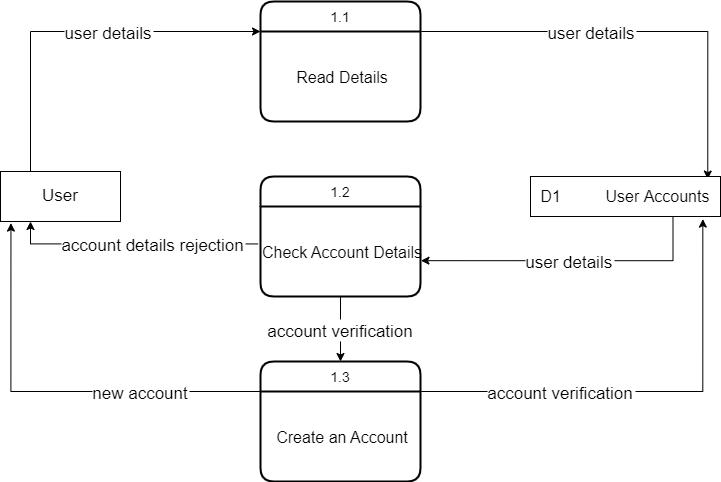 1.1
user details
user details
Read Details
1.2
User
D1 User Accounts
account details rejection
Check Account Details
user details
account verification
1.3
new account
account verification
Create an Account